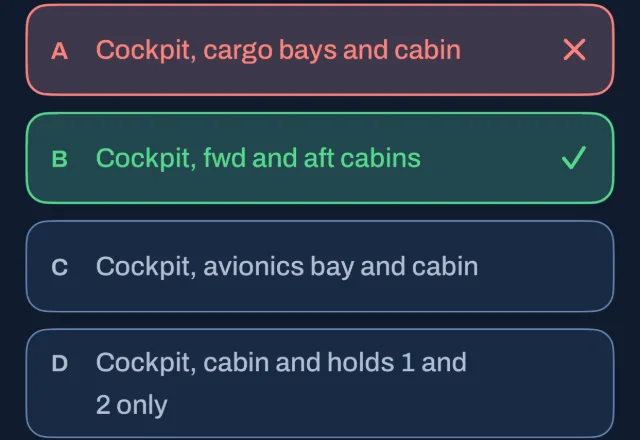 A Cockpit, cargo bays and cabin
B Cockpit, fwd and aft cabins
C Cockpit, avionics bay and cabin
D Cockpit, cabin and holds 1 and
2 only